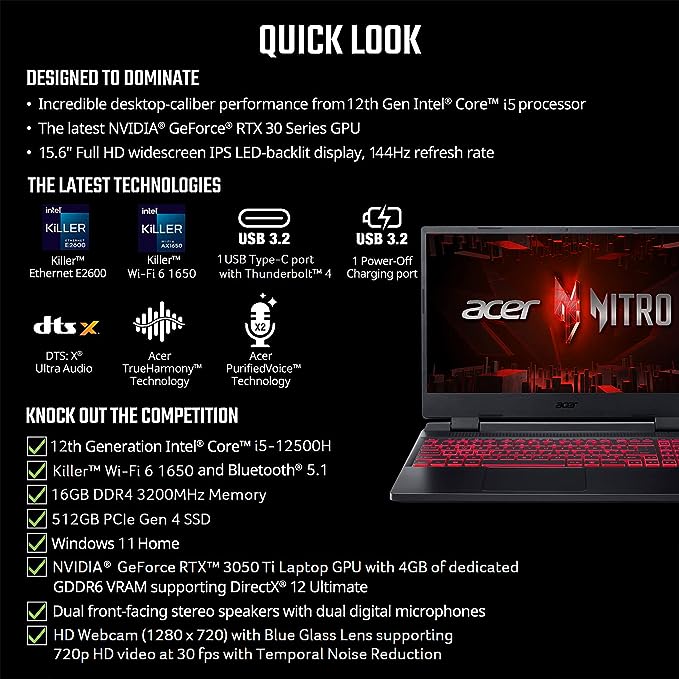 QUICK LOOK
DESIGNED TO DOMINATE
• Incredible desktop-caliber performance from 12th Gen Intel® Core™ i5 processor
• The latest NVIDIA® GeForce® RTX 30 Series GPU
• 15.6” Full HD widescreen IPS LED-backlit display, 144Hz refresh rate
THE LATEST TECHNOLOGIES
intel
KiLLER
ETHERNET
E2600
Killer™
Ethernet E2600
intel
KiLLER
AX1650
Killer™
Wi-Fi 6 1650
USB 3.2
1 USB Type-C port
with Thunderbolt™ 4
USB 3.2
1 Power-Off
Charging port
dts x
DTS: X®
Ultra Audio
Acer
TrueHarmony™
Technology
X2
Acer
PurifiedVoice™
Technology
acer NITRO
acer
KNOCK OUT THE COMPETITION
12th Generation Intel® Core™ i5-12500H
Killer™ Wi-Fi 6 1650 and Bluetooth® 5.1
16GB DDR4 3200MHz Memory
512GB PCIe Gen 4 SSD
Windows 11 Home
NVIDIA® GeForce RTX™ 3050 Ti Laptop GPU with 4GB of dedicated
GDDR6 VRAM supporting DirectX® 12 Ultimate
Dual front-facing stereo speakers with dual digital microphones
HD Webcam (1280 x 720) with Blue Glass Lens supporting
720p HD video at 30 fps with Temporal Noise Reduction